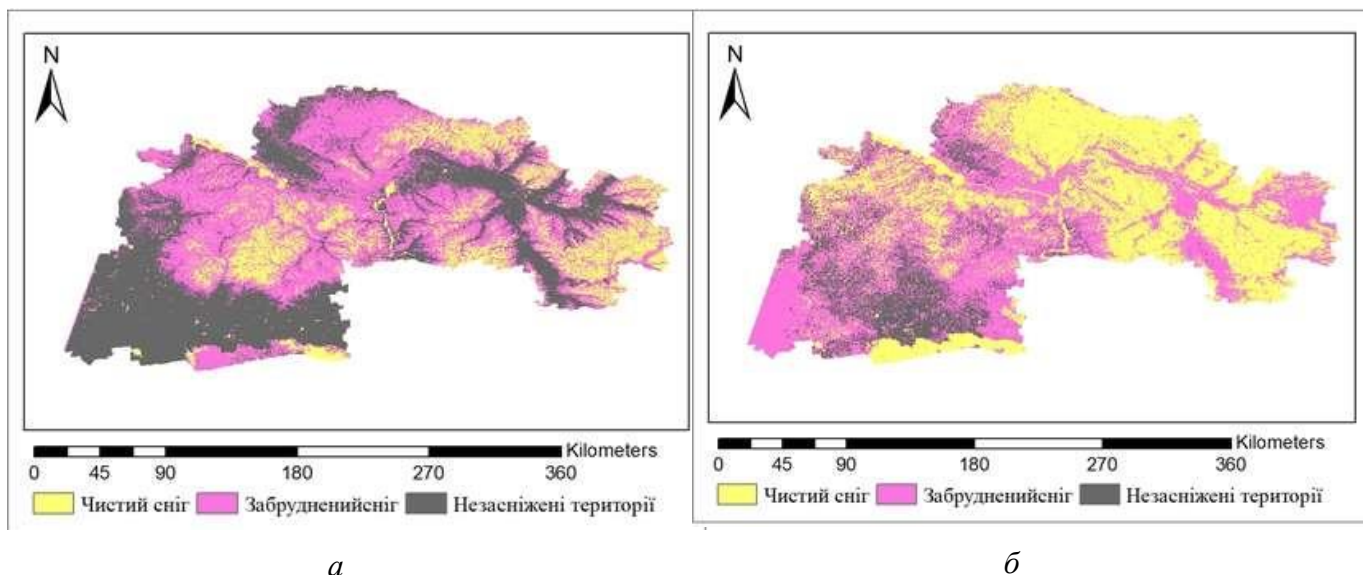 N
Kilometers
0 45 90 180 270 360
Чистий сніг Забрудненийсніг Незасніжені території
а
N
Kilometers
0 45 90 180 270 360
Чистий сніг Забрудненийсніг Незасніжені території
б